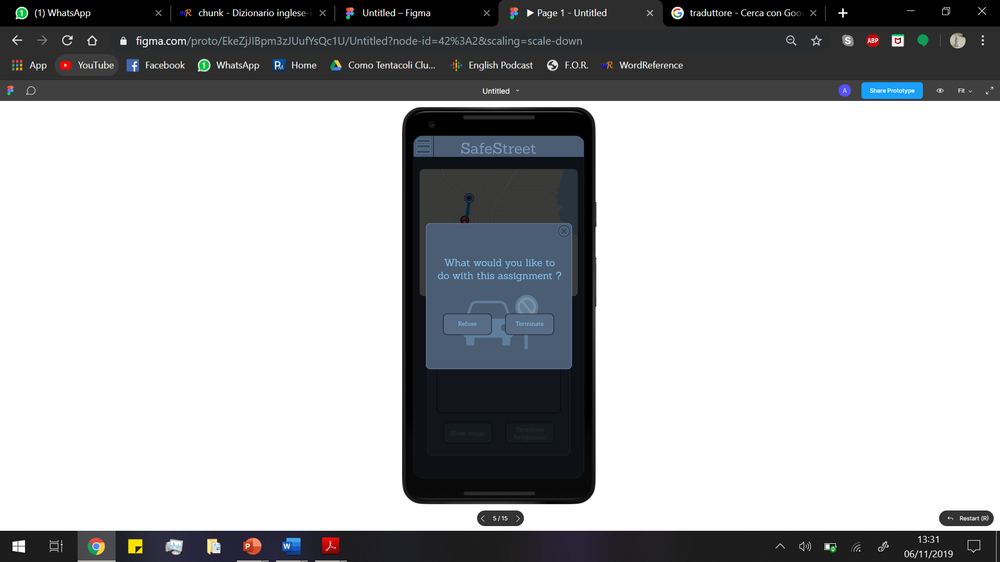 (1) WhatsApp
wR chunk - Dizionario inglese-i
Untitled – Figma
▶ Page 1 - Untitled
traduttore - Cerca con Goo
figma.com/proto/EkeZjJIBpm3zJUufYsQc1U/Untitled?node-id=42%3A2&scaling=scale-down
ABP
App
YouTube
Facebook
WhatsApp
Home
Como Tentacoli Clu...
English Podcast
F.O.R.
wR WordReference
Untitled
A
Share Prototype
Fit
SafeStreet
What would you like to
do with this assignment ?
Refuse
Terminate
Show image
Terminate
Assignment
5 / 15
Restart (R)
13:31
06/11/2019